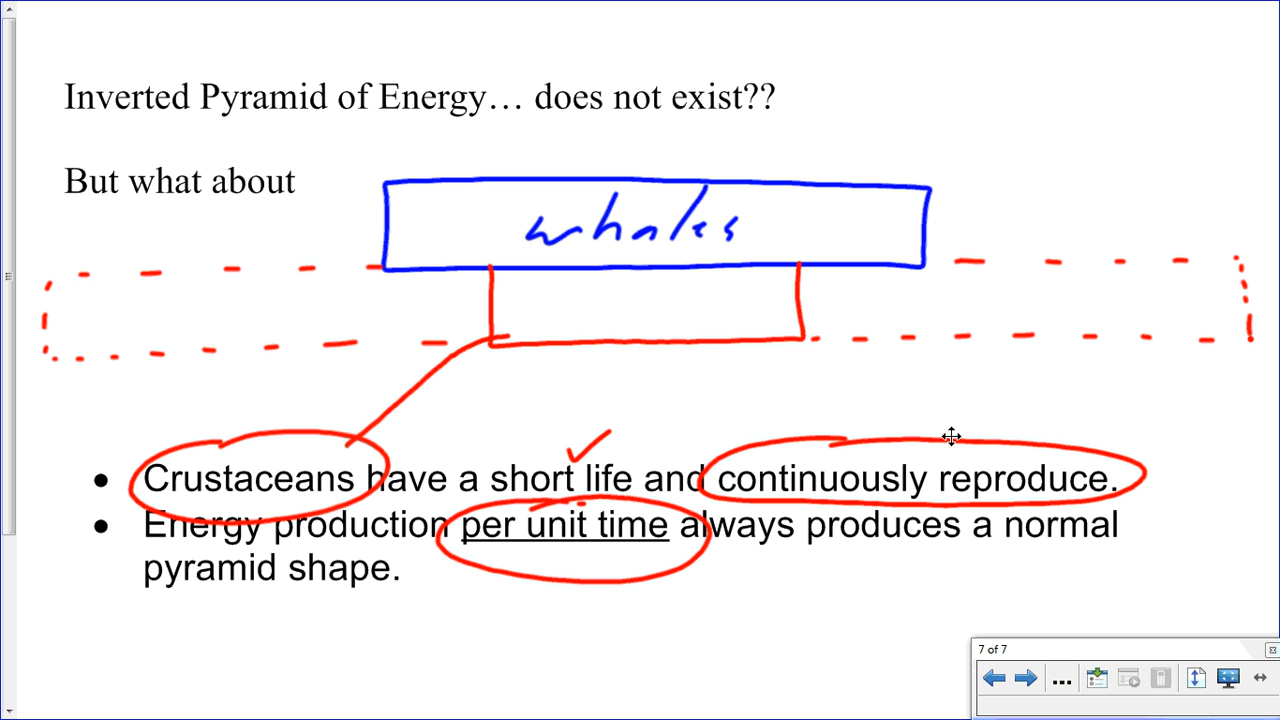 Inverted Pyramid of Energy… does not exist??
But what about
whales
• Crustaceans have a short life and continuously reproduce.
• Energy production per unit time always produces a normal
pyramid shape.
7 of 7
...